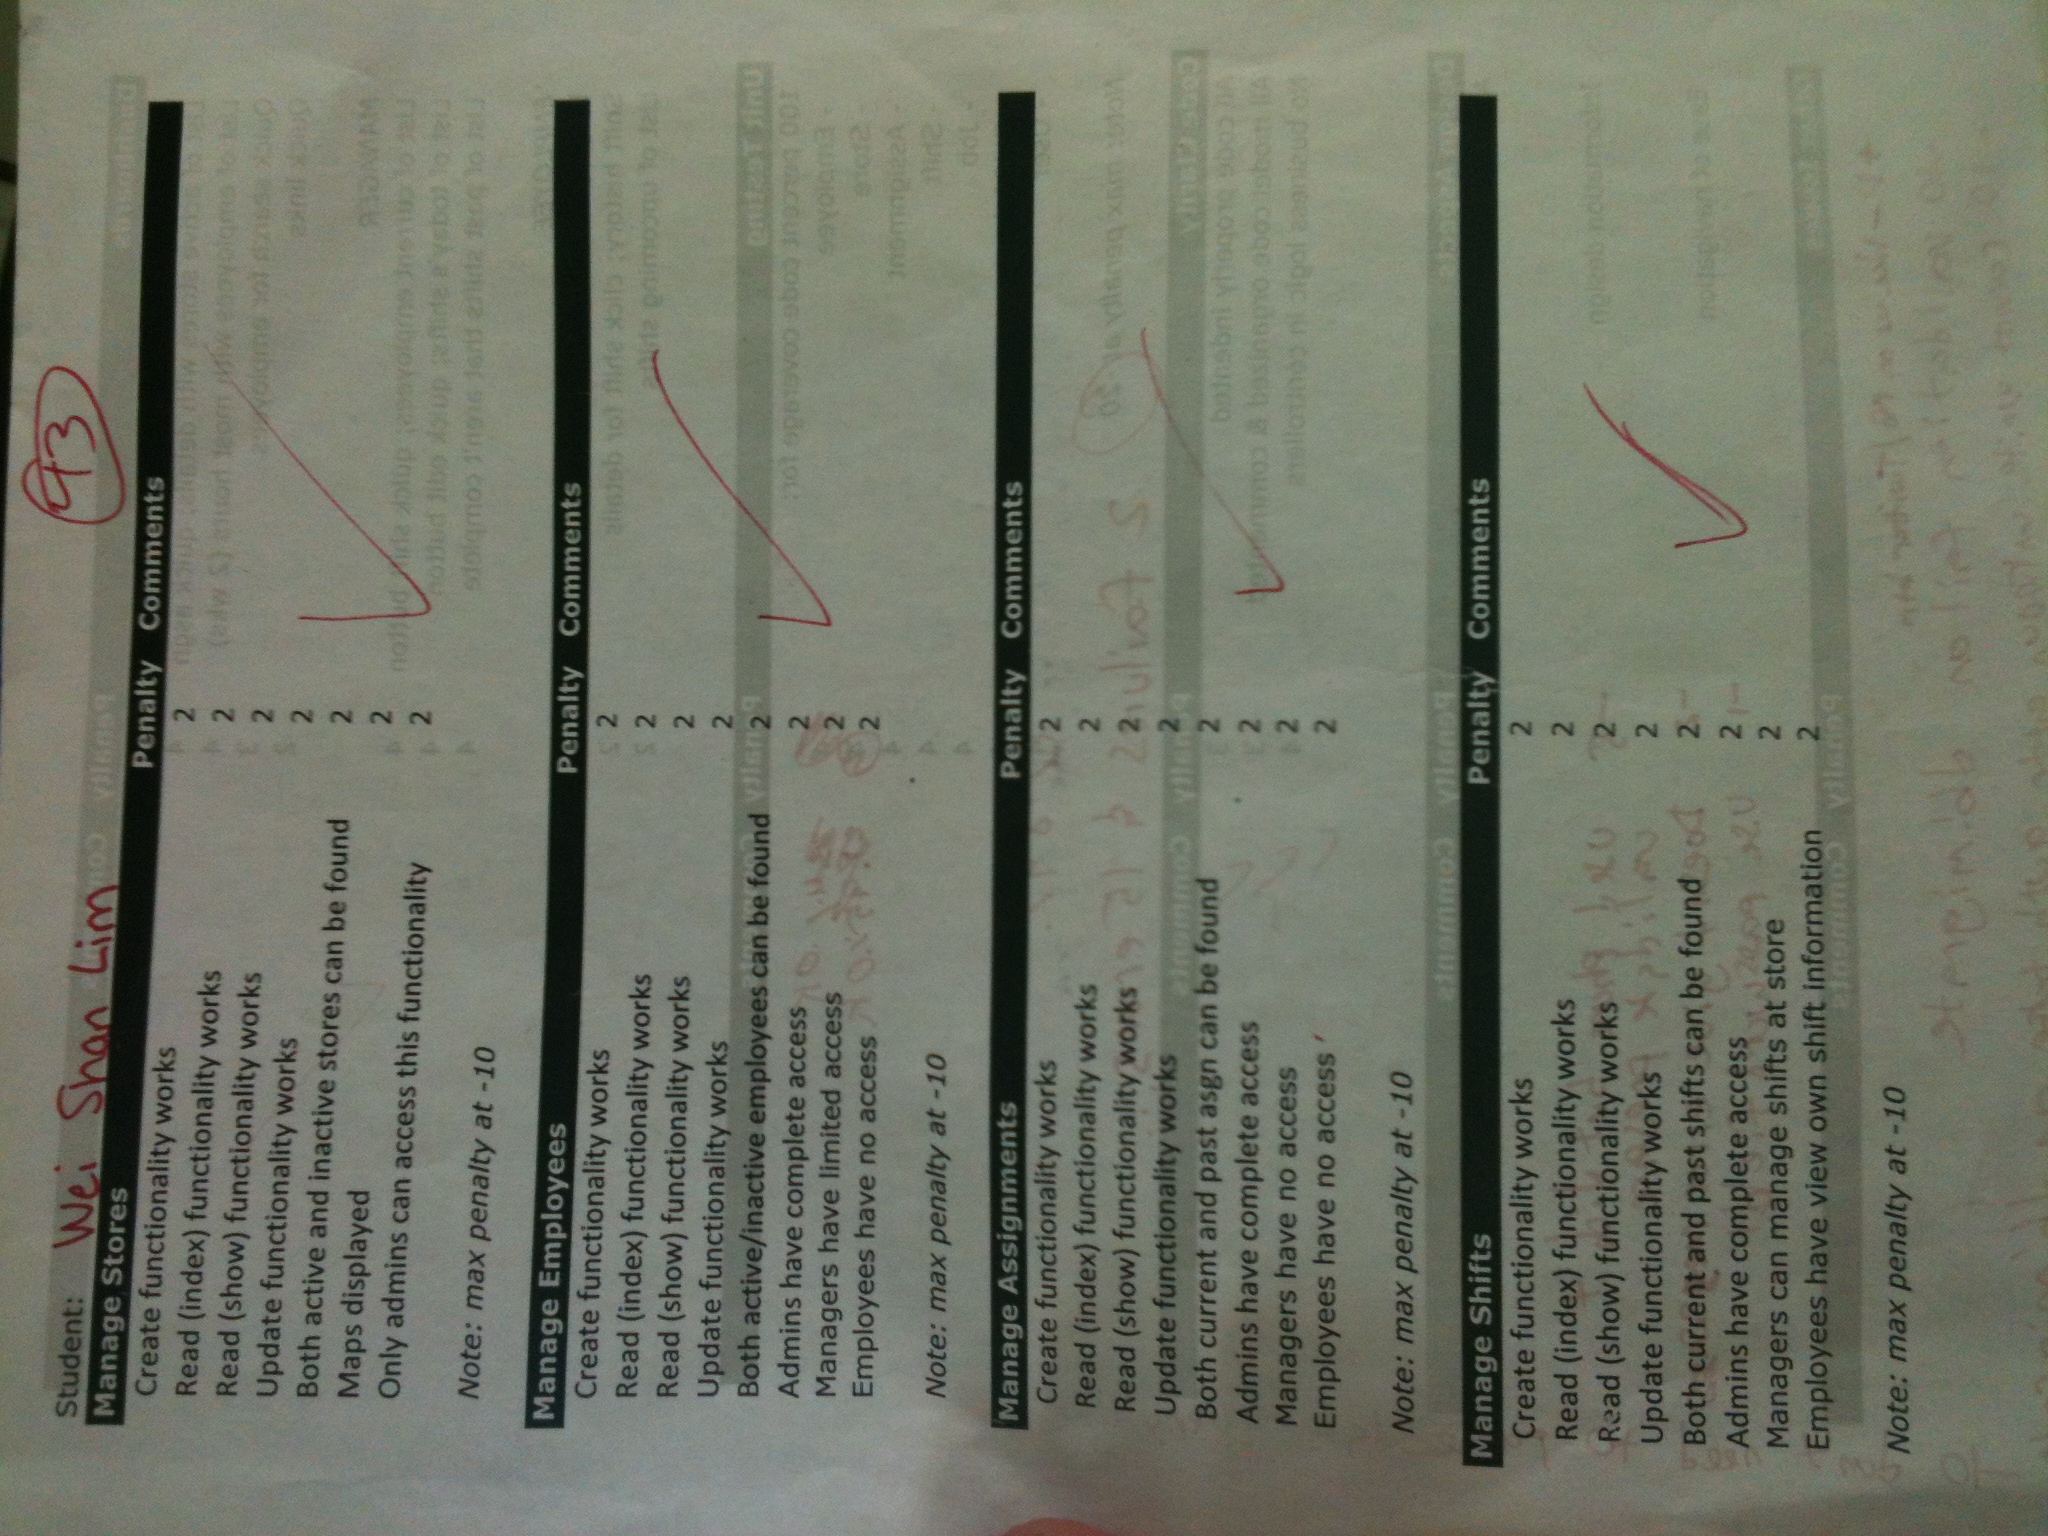 Student: Wei Shan Lim 93
Manage Stores Penalty Comments
Create functionality works 2
Read (index) functionality works 2
Read (show) functionality works 2
Update functionality works 2
Both active and inactive stores can be found 2
Maps displayed 2
Only admins can access this functionality 2
Note: max penalty at -10
Manage Employees Penalty Comments
Create functionality works 2
Read (index) functionality works 2
Read (show) functionality works 2
Update functionality works 2
Both active/inactive employees can be found 2
Admins have complete access 2
Managers have limited access 2
Employees have no access 2
Note: max penalty at -10
Manage Assignments Penalty Comments
Create functionality works 2
Read (index) functionality works 2
Read (show) functionality works 2
Update functionality works 2
Both current and past asgn can be found 2
Admins have complete access 2
Managers have no access 2
Employees have no access 2
Note: max penalty at -10
Manage Shifts Penalty Comments
Create functionality works 2
Read (index) functionality works 2
Read (show) functionality works 2
Update functionality works 2
Both current and past shifts can be found 2
Admins have complete access 2
Managers can manage shifts at store 2
Employees have view own shift information 2
Note: max penalty at -10